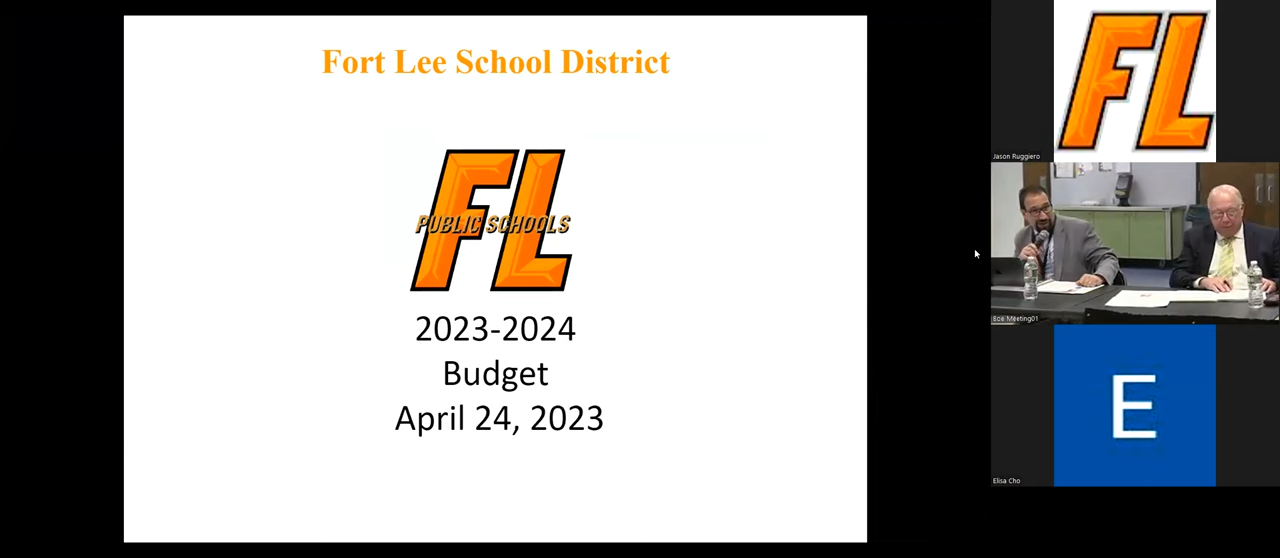 Fort Lee School District
FL
PUBLIC SCHOOLS
2023-2024
Budget
April 24, 2023
FL
Jason Ruggiero
Boe Meeting01
E
Elisa Cho